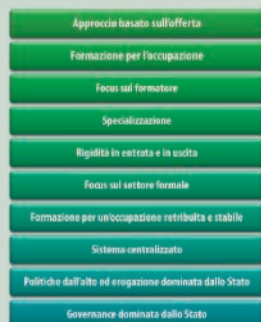 Approccio basato sull'offerta
Formazione per l'occupazione
Focus sul formatore
Specializzazione
Rigidità in entrata e in uscita
Focus sul settore formale
Formazione per un'occupazione retribuita e stabile
Sistema centralizzato
Politiche dall'alto ed erogazione dominata dallo Stato
Governance dominata dallo Stato